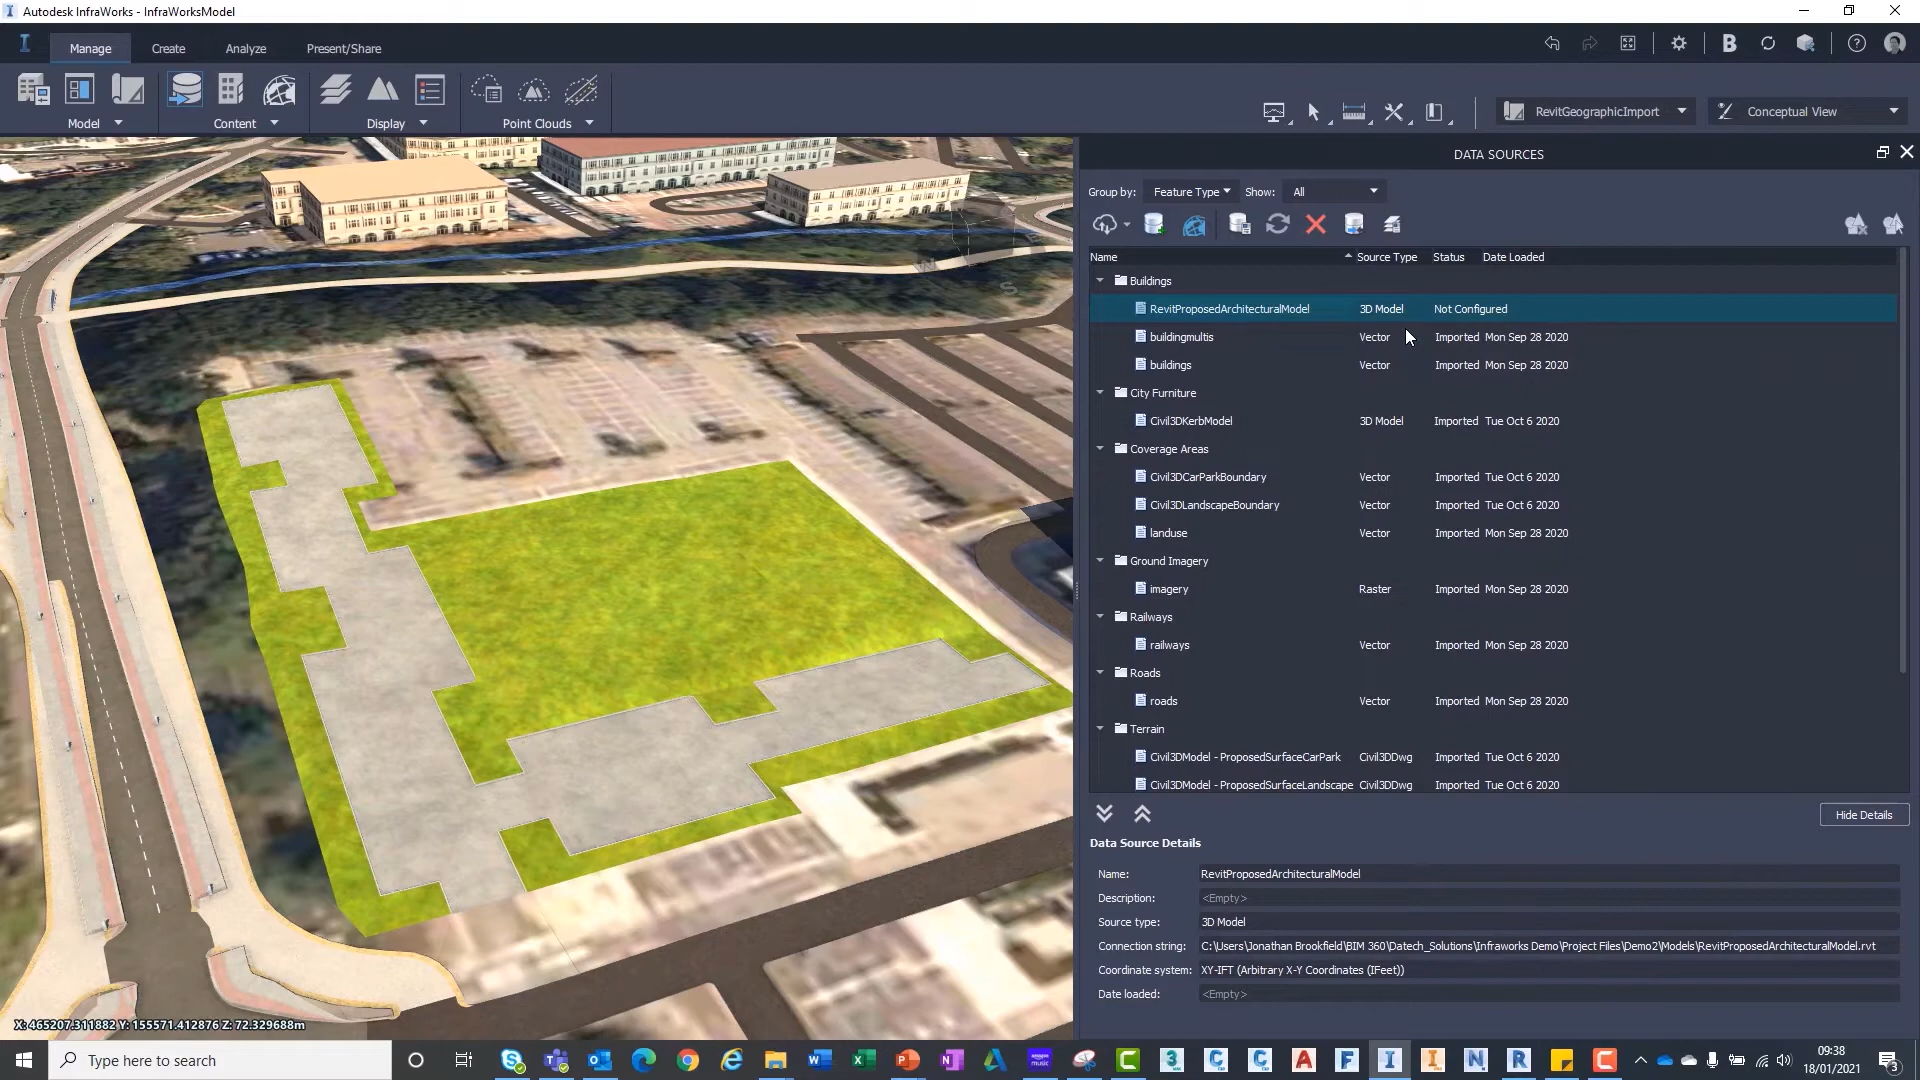 Autodesk InfraWorks - InfraWorksModel
Manage Create Analyze Present/Share
Model Content Display Point Clouds
RevitGeographicImport Conceptual View
DATA SOURCES
Group by: Feature Type Show: All
Name Source Type Status Date Loaded
Buildings
RevitProposedArchitecturalModel 3D Model Not Configured
buildingmultis Vector Imported Mon Sep 28 2020
buildings Vector Imported Mon Sep 28 2020
City Furniture
Civil3DKerbModel 3D Model Imported Tue Oct 6 2020
Coverage Areas
Civil3DCarParkBoundary Vector Imported Tue Oct 6 2020
Civil3DLandscapeBoundary Vector Imported Tue Oct 6 2020
landuse Vector Imported Mon Sep 28 2020
Ground Imagery
imagery Raster Imported Mon Sep 28 2020
Railways
railways Vector Imported Mon Sep 28 2020
Roads
roads Vector Imported Mon Sep 28 2020
Terrain
Civil3DModel - ProposedSurfaceCarPark Civil3DDwg Imported Tue Oct 6 2020
Civil3DModel - ProposedSurfaceLandscape Civil3DDwg Imported Tue Oct 6 2020
Hide Details
Data Source Details
Name: RevitProposedArchitecturalModel
Description: <Empty>
Source type: 3D Model
Connection string: C:\Users\Jonathan Brookfield\BIM 360\Datech_Solutions\Infraworks Demo\Project Files\Demo2\Models\RevitProposedArchitecturalModel.rvt
Coordinate system: XY-IFT (Arbitrary X-Y Coordinates (IFeet))
Date loaded: <Empty>
X: 465207.311882 Y: 155571.412876 Z: 72.329688m
Type here to search
09:38
18/01/2021
3